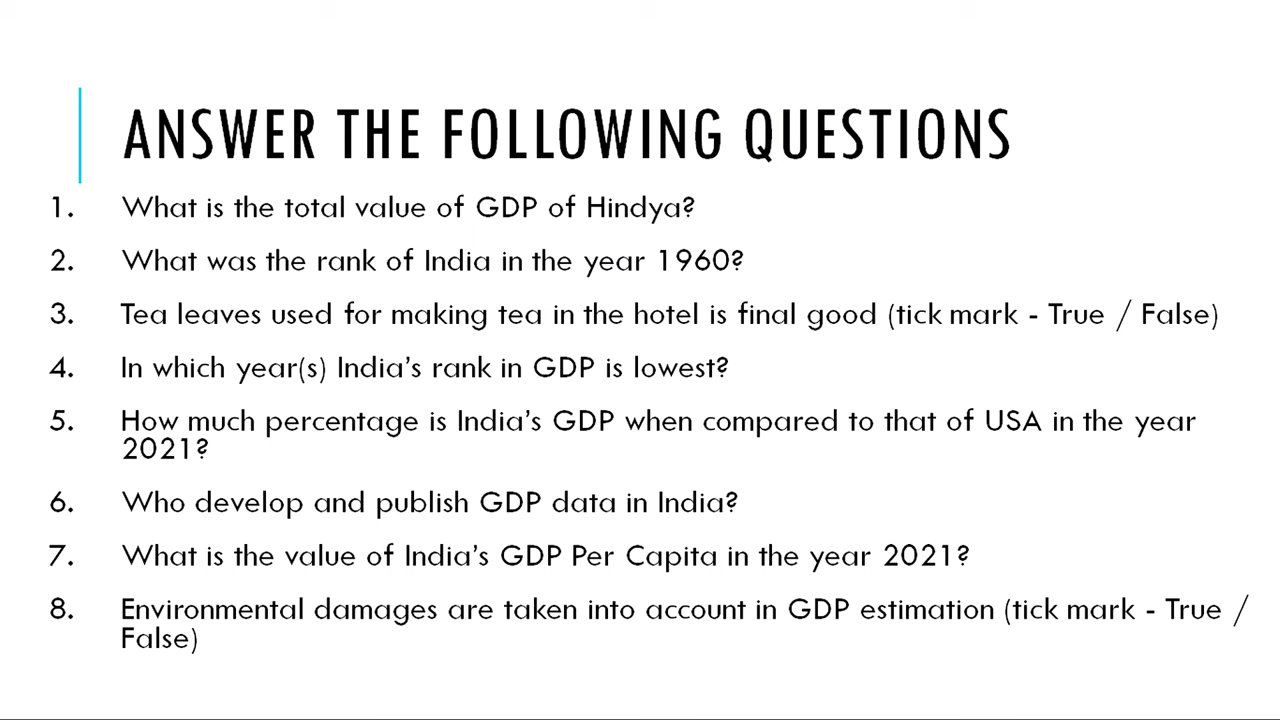 ANSWER THE FOLLOWING QUESTIONS
1. What is the total value of GDP of Hindya?
2. What was the rank of India in the year 1960?
3. Tea leaves used for making tea in the hotel is final good (tick mark - True / False)
4. In which year(s) India's rank in GDP is lowest?
5. How much percentage is India's GDP when compared to that of USA in the year
2021?
6. Who develop and publish GDP data in India?
7. What is the value of India's GDP Per Capita in the year 2021?
8. Environmental damages are taken into account in GDP estimation (tick mark - True /
False)